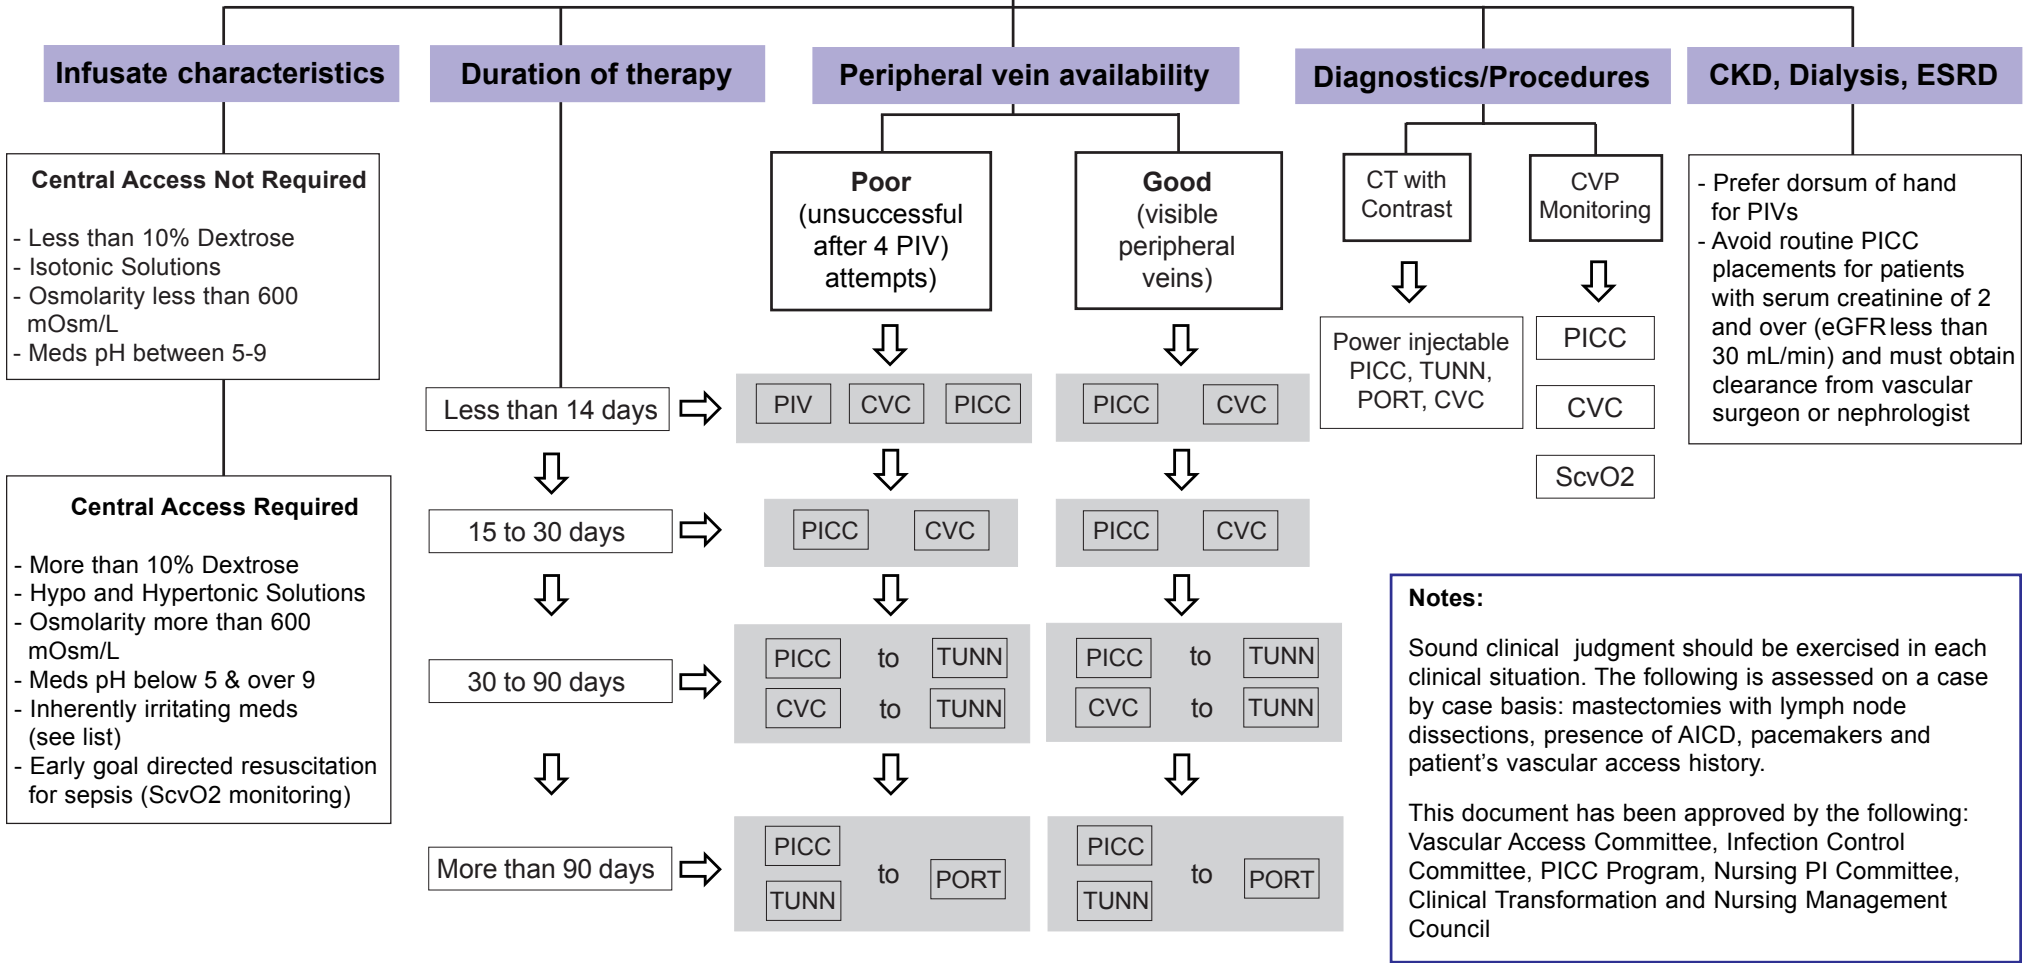 Infusate characteristics
Central Access Not Required
- Less than 10% Dextrose
- Isotonic Solutions
- Osmolarity less than 600
mOsm/L
- Meds pH between 5-9
Central Access Required
- More than 10% Dextrose
- Hypo and Hypertonic Solutions
- Osmolarity more than 600
mOsm/L
- Meds pH below 5 & over 9
- Inherently irritating meds
(see list)
- Early goal directed resuscitation
for sepsis (ScvO2 monitoring)
Duration of therapy
Peripheral vein availability
Poor
(unsuccessful
after 4 PIV)
attempts)
Good
(visible
peripheral
veins)
Less than 14 days
PIV CVC PICC
PICC CVC
15 to 30 days
PICC CVC
PICC CVC
30 to 90 days
PICC to TUNN
CVC to TUNN
PICC to TUNN
CVC to TUNN
More than 90 days
PICC
TUNN
to PORT
PICC
TUNN
to PORT
Diagnostics/Procedures
CT with
Contrast
Power injectable
PICC, TUNN,
PORT, CVC
CVP
Monitoring
PICC
CVC
ScvO2
CKD, Dialysis, ESRD
- Prefer dorsum of hand
for PIVs
- Avoid routine PICC
placements for patients
with serum creatinine of 2
and over (eGFR less than
30 mL/min) and must obtain
clearance from vascular
surgeon or nephrologist
Notes:
Sound clinical judgment should be exercised in each
clinical situation. The following is assessed on a case
by case basis: mastectomies with lymph node
dissections, presence of AICD, pacemakers and
patient's vascular access history.
This document has been approved by the following:
Vascular Access Committee, Infection Control
Committee, PICC Program, Nursing PI Committee,
Clinical Transformation and Nursing Management
Council